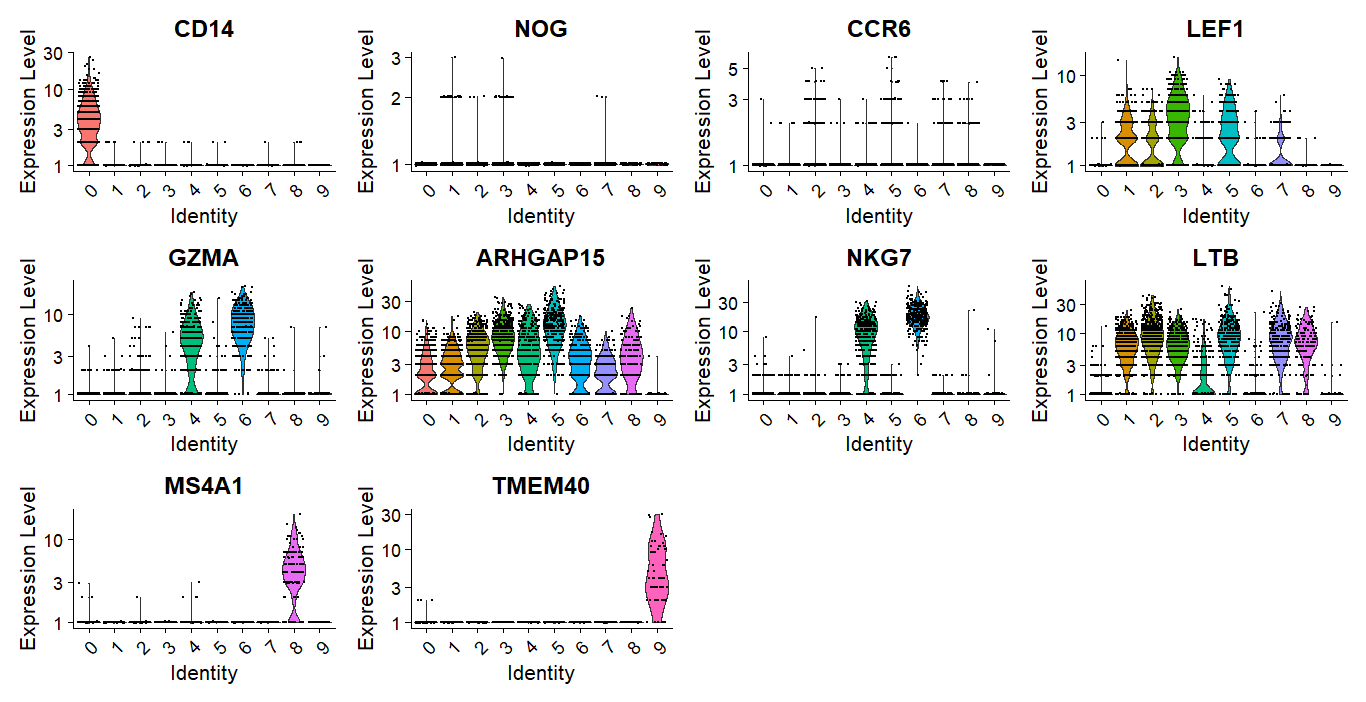 CD14
NOG
CCR6
LEF1
Expression Level
30
10
3
1
0 1 2 3 4 5 6 7 8 9
Identity
Expression Level
3
2
1
0 1 2 3 4 5 6 7 8 9
Identity
Expression Level
5
3
1
0 1 2 3 4 5 6 7 8 9
Identity
Expression Level
10
3
1
0 1 2 3 4 5 6 7 8 9
Identity
GZMA
ARHGAP15
NKG7
LTB
Expression Level
10
3
1
0 1 2 3 4 5 6 7 8 9
Identity
Expression Level
30
10
3
1
0 1 2 3 4 5 6 7 8 9
Identity
Expression Level
30
10
3
1
0 1 2 3 4 5 6 7 8 9
Identity
Expression Level
30
10
3
1
0 1 2 3 4 5 6 7 8 9
Identity
MS4A1
TMEM40
Expression Level
10
3
1
0 1 2 3 4 5 6 7 8 9
Identity
Expression Level
30
10
3
1
0 1 2 3 4 5 6 7 8 9
Identity